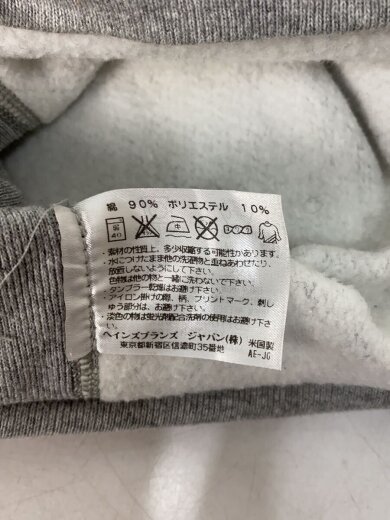 綿 90% ポリエステル 10%
40
・素材の性質上、多少収縮する可能性があります。
・水につけたまま他の洗濯物と重ねあわせたり、
放置しないようにして下さい。
・色物は他の物と一緒に洗わないで下さい。
・タンブラー乾燥はお避け下さい。
・アイロン掛けの際、柄、プリントマーク、刺し
ゅう部分は、お避け下さい。
・淡色の物は蛍光剤配合洗剤の使用はお避け下さ
い。
ヘインズブランズ ジャパン(株) 米国製
東京都新宿区信濃町35番地 AE-JG